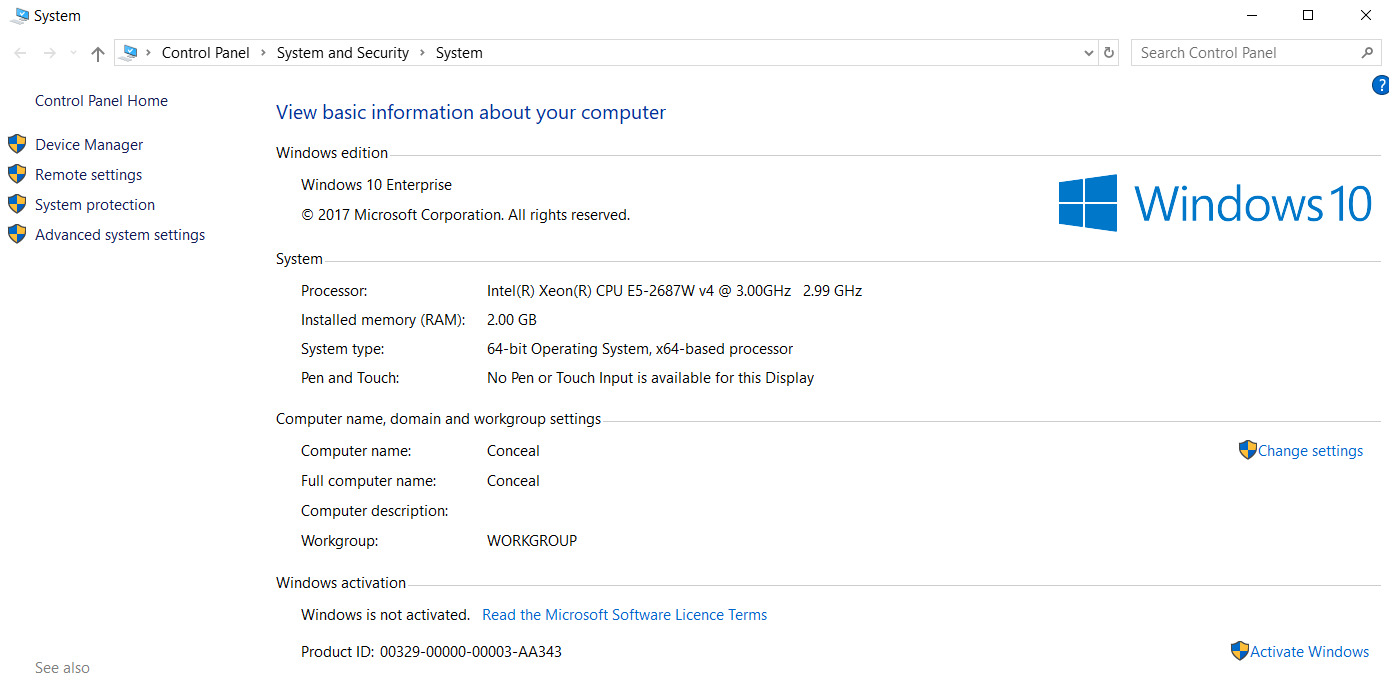 System
Control Panel System and Security System
Search Control Panel
?
Control Panel Home
Device Manager
Remote settings
System protection
Advanced system settings
View basic information about your computer
Windows edition
Windows 10 Enterprise
© 2017 Microsoft Corporation. All rights reserved.
Windows 10
System
Processor: Intel(R) Xeon(R) CPU E5-2687W v4 @ 3.00GHz 2.99 GHz
Installed memory (RAM): 2.00 GB
System type: 64-bit Operating System, x64-based processor
Pen and Touch: No Pen or Touch Input is available for this Display
Computer name, domain and workgroup settings
Computer name: Conceal
Change settings
Full computer name: Conceal
Computer description:
Workgroup: WORKGROUP
Windows activation
Windows is not activated. Read the Microsoft Software Licence Terms
Product ID: 00329-00000-00003-AA343
Activate Windows
See also